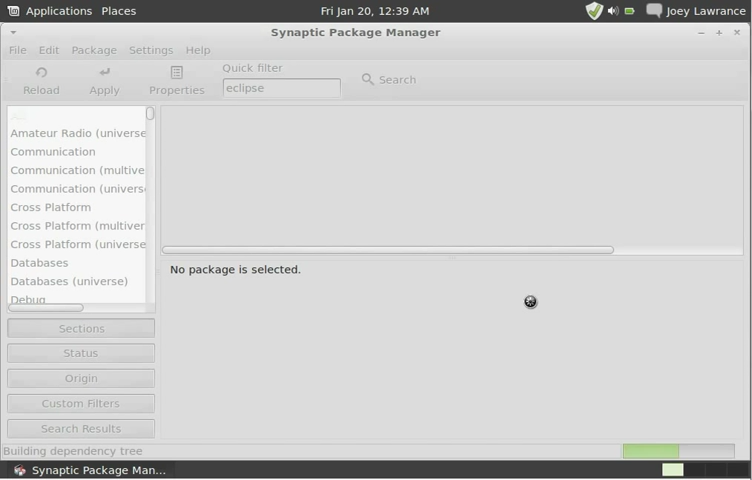 Applications Places Fri Jan 20, 12:39 AM Joey Lawrance
Synaptic Package Manager
File Edit Package Settings Help
Reload Apply Properties Quick filter eclipse Search
Amateur Radio (universe
Communication
Communication (multive
Communication (univers
Cross Platform
Cross Platform (multiver
Cross Platform (universe
Databases
Databases (universe)
Debug
No package is selected.
Sections
Status
Origin
Custom Filters
Search Results
Building dependency tree
Synaptic Package Man...